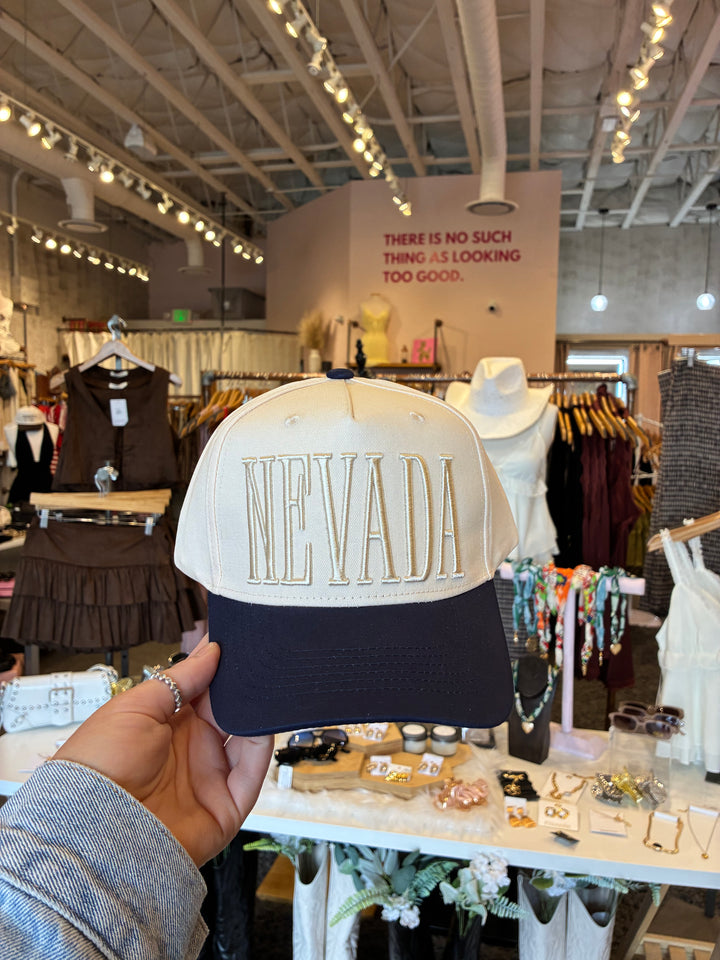 THERE IS NO SUCH
THING AS LOOKING
TOO GOOD.
NEVADA